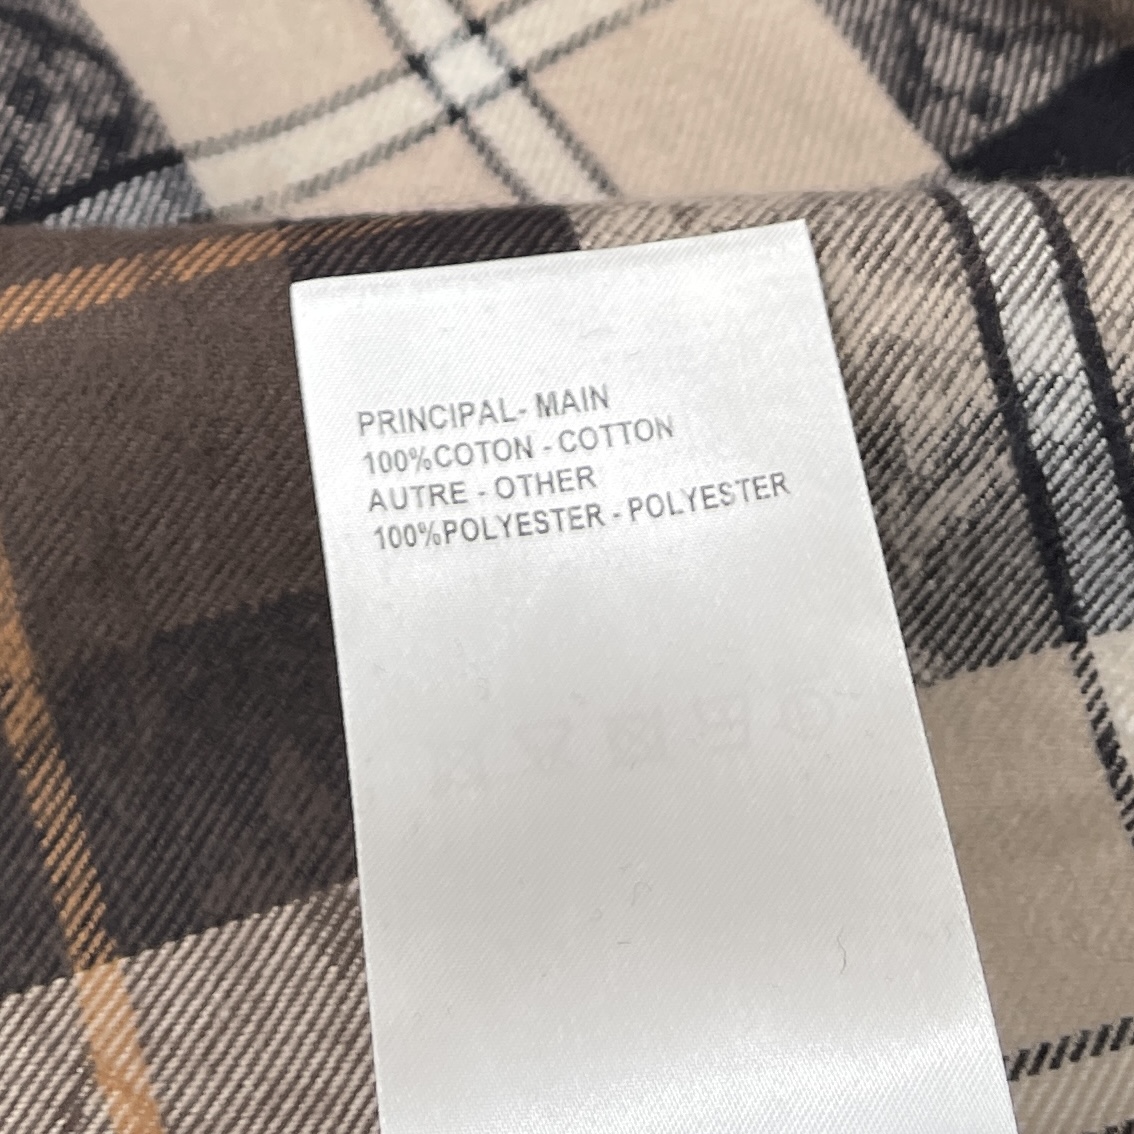 PRINCIPAL- MAIN
100%COTON - COTTON
AUTRE - OTHER
100%POLYESTER - POLYESTER